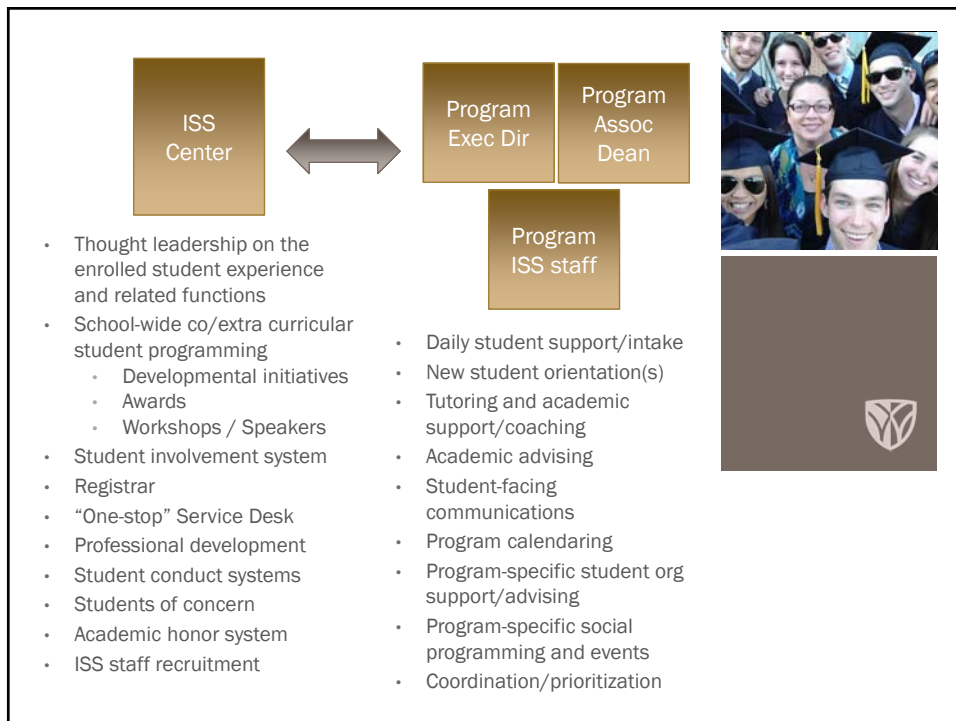 ISS
Center
Program
Exec Dir
Program
Assoc
Dean
Program
ISS staff
• Thought leadership on the
enrolled student experience
and related functions
• School-wide co/extra curricular
student programming
• Developmental initiatives
• Awards
• Workshops / Speakers
• Student involvement system
• Registrar
• “One-stop” Service Desk
• Professional development
• Student conduct systems
• Students of concern
• Academic honor system
• ISS staff recruitment
• Daily student support/intake
• New student orientation(s)
• Tutoring and academic
support/coaching
• Academic advising
• Student-facing
communications
• Program calendaring
• Program-specific student org
support/advising
• Program-specific social
programming and events
• Coordination/prioritization